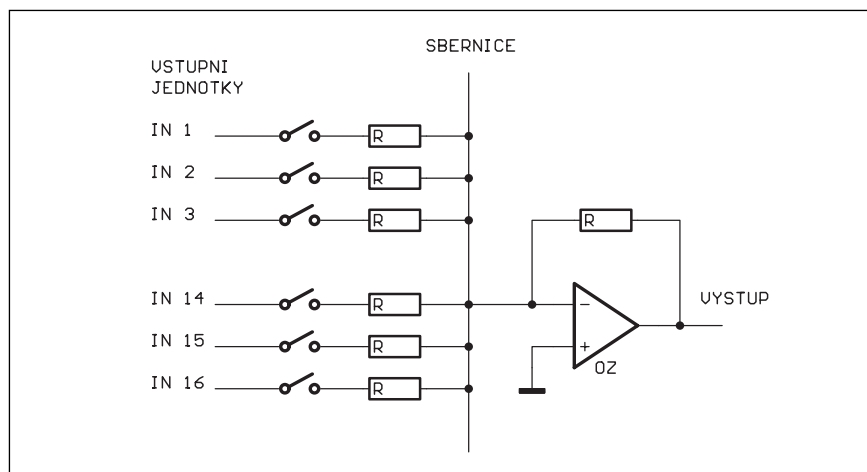 SBERNICE
VSTUPNI
JEDNOTKY
IN 1
R
IN 2
R
IN 3
R
R
IN 14
R
VYSTUP
−
IN 15
R
+
OZ
IN 16
R